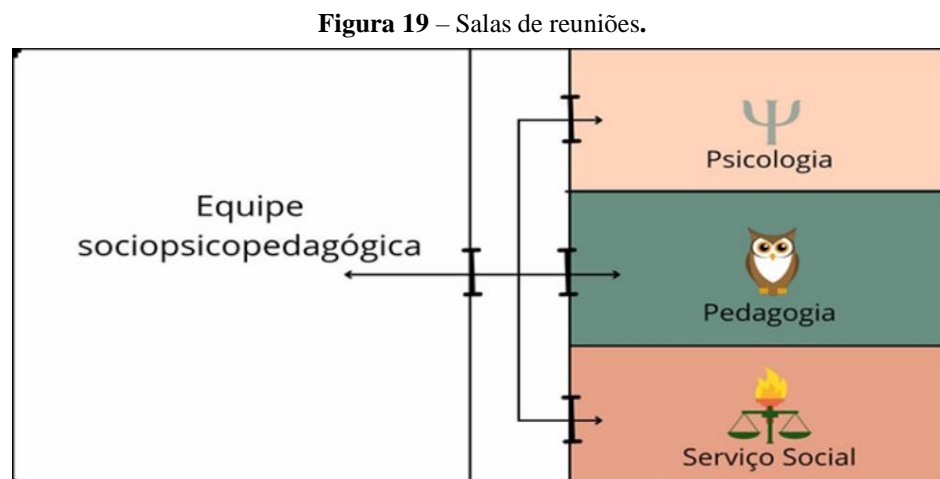 Figura 19 – Salas de reuniões.
Equipe
sociopsicopedagógica
Psicologia
Pedagogia
Serviço Social